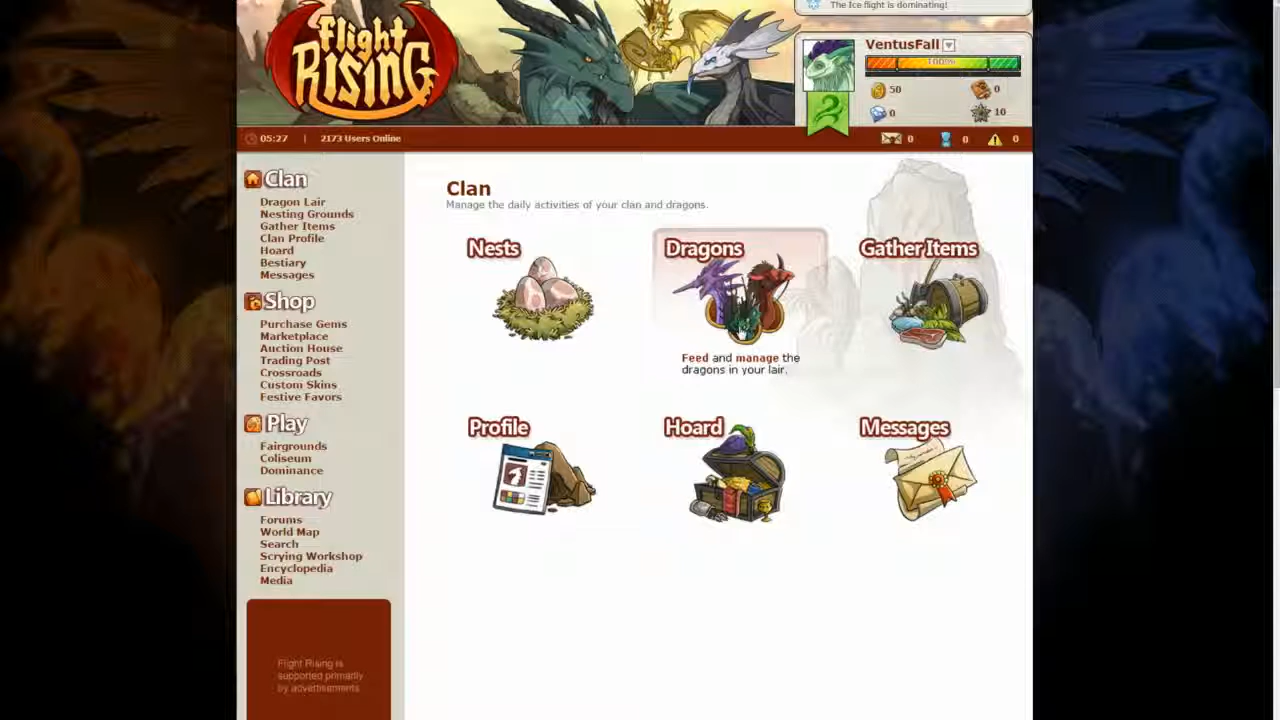 The Ice flight is dominating!
Flight
RISING
VentusFall
100%
50
0
0
10
05:27 | 2173 Users Online
0
0
0
Clan
Dragon Lair
Nesting Grounds
Gather Items
Clan Profile
Hoard
Bestiary
Messages
Shop
Purchase Gems
Marketplace
Auction House
Trading Post
Crossroads
Custom Skins
Festive Favors
Play
Fairgrounds
Coliseum
Dominance
Library
Forums
World Map
Search
Scrying Workshop
Encyclopedia
Media
Flight Rising is
supported primarily
by advertisements
Clan
Manage the daily activities of your clan and dragons.
Nests
Dragons
Gather Items
Feed and manage the
dragons in your lair.
Profile
Hoard
Messages